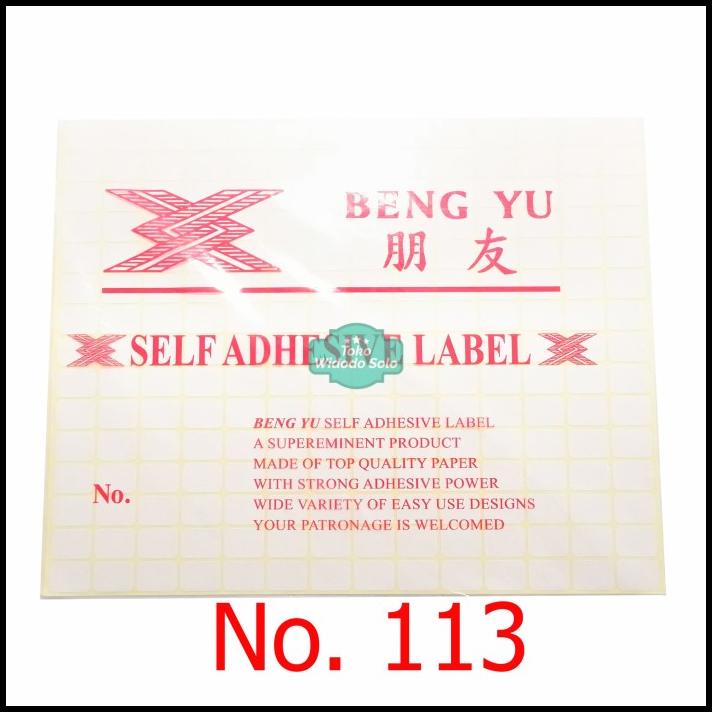 BENG YU
朋友
SELF ADHESIVE LABEL
Toko
Widodo Solo
BENG YU SELF ADHESIVE LABEL
A SUPEREMINENT PRODUCT
MADE OF TOP QUALITY PAPER
WITH STRONG ADHESIVE POWER
WIDE VARIETY OF EASY USE DESIGNS
YOUR PATRONAGE IS WELCOMED
No.
No. 113